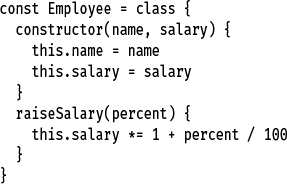 const Employee = class {
  constructor(name, salary) {
    this.name = name
    this.salary = salary
  }
  raiseSalary(percent) {
    this.salary *= 1 + percent / 100
  }
}